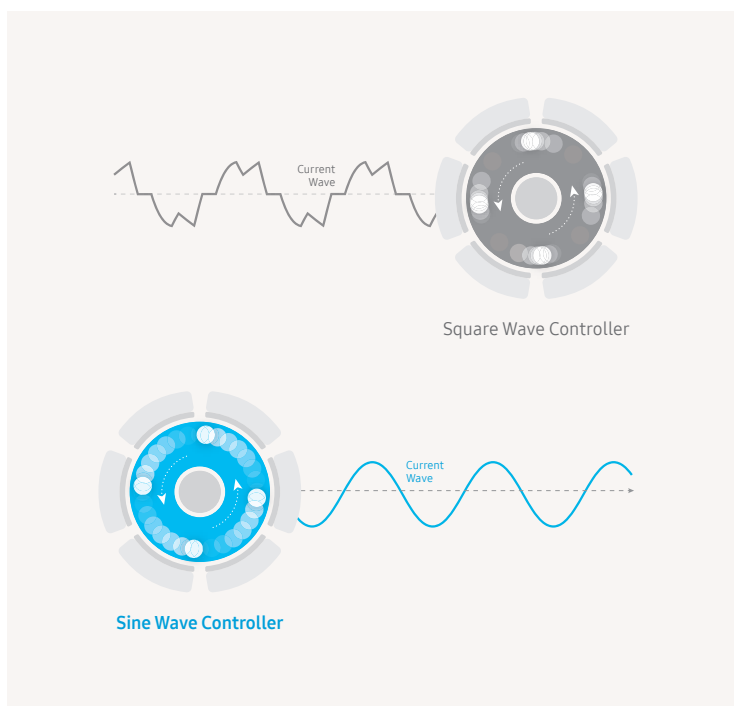 Current
Wave
Square Wave Controller
Current
Wave
Sine Wave Controller